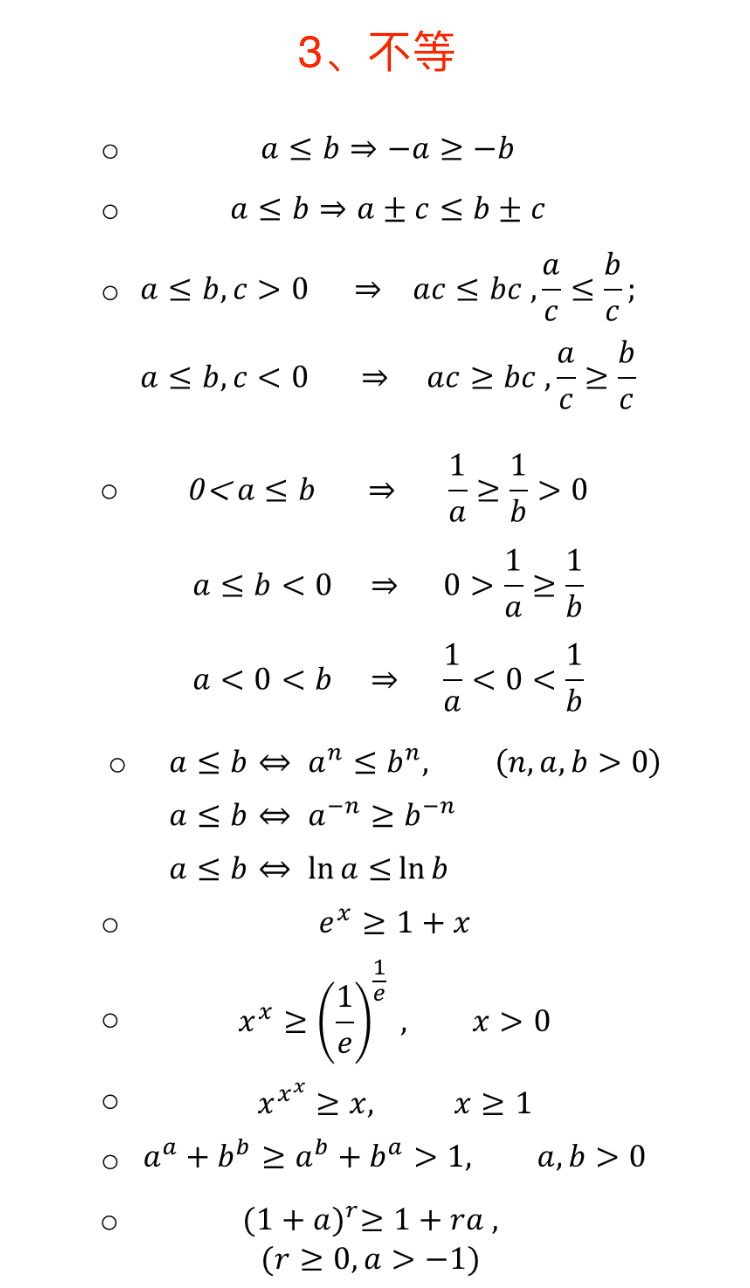 3、不等
○ a ≤ b ⇒ −a ≥ −b
○ a ≤ b ⇒ a ± c ≤ b ± c
○ a ≤ b, c > 0 ⇒ ac ≤ bc , a/c ≤ b/c ;
a ≤ b, c < 0 ⇒ ac ≥ bc , a/c ≥ b/c
○ 0 < a ≤ b ⇒ 1/a ≥ 1/b > 0
a ≤ b < 0 ⇒ 0 > 1/a ≥ 1/b
a < 0 < b ⇒ 1/a < 0 < 1/b
○ a ≤ b ⇔ a^n ≤ b^n, (n, a, b > 0)
a ≤ b ⇔ a^{−n} ≥ b^{−n}
a ≤ b ⇔ ln a ≤ ln b
○ e^x ≥ 1 + x
○ x^x ≥ (1/e)^{1/e} , x > 0
○ x^{x^x} ≥ x, x ≥ 1
○ a^a + b^b ≥ a^b + b^a > 1, a, b > 0
○ (1 + a)^r ≥ 1 + ra ,
(r ≥ 0, a > −1)